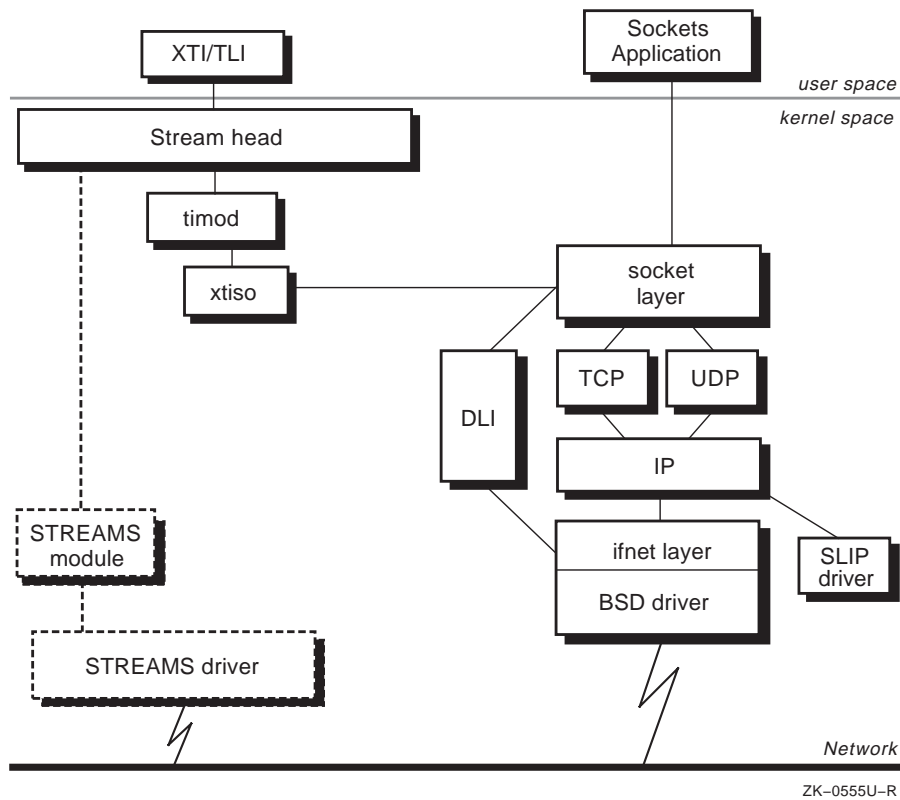 XTI/TLI
Sockets
Application
user space
kernel space
Stream head
timod
xtiso
socket
layer
DLI
TCP
UDP
IP
STREAMS
module
ifnet layer
BSD driver
SLIP
driver
STREAMS driver
Network
ZK–0555U–R